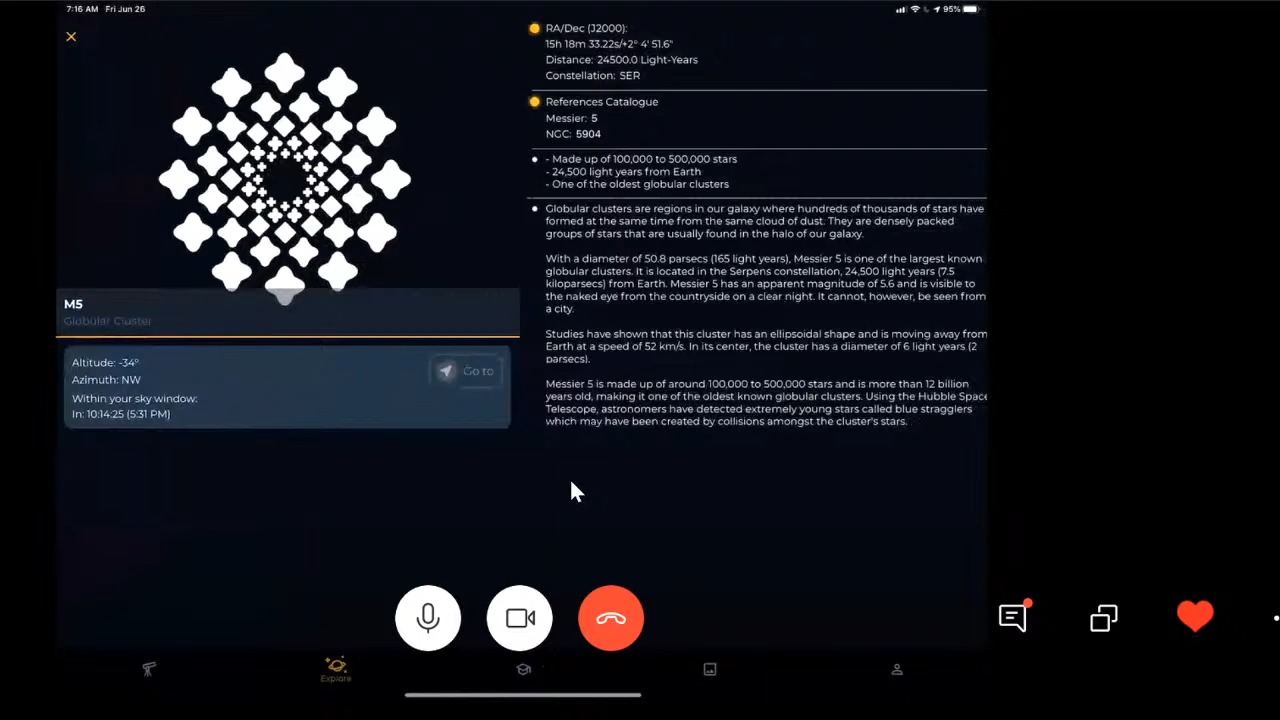 7:16 AM Fri Jun 26
95%
RA/Dec (J2000):
15h 18m 33.22s/+2° 4' 51.6"
Distance: 24500.0 Light-Years
Constellation: SER
References Catalogue
Messier: 5
NGC: 5904
- Made up of 100,000 to 500,000 stars
- 24,500 light years from Earth
- One of the oldest globular clusters
Globular clusters are regions in our galaxy where hundreds of thousands of stars have
formed at the same time from the same cloud of dust. They are densely packed
groups of stars that are usually found in the halo of our galaxy.
With a diameter of 50.8 parsecs (165 light years), Messier 5 is one of the largest known
globular clusters. It is located in the Serpens constellation, 24,500 light years (7.5
kiloparsecs) from Earth. Messier 5 has an apparent magnitude of 5.6 and is visible to
the naked eye from the countryside on a clear night. It cannot, however, be seen from
a city.
Studies have shown that this cluster has an ellipsoidal shape and is moving away from
Earth at a speed of 52 km/s. In its center, the cluster has a diameter of 6 light years (2
parsecs).
Messier 5 is made up of around 100,000 to 500,000 stars and is more than 12 billion
years old, making it one of the oldest known globular clusters. Using the Hubble Space
Telescope, astronomers have detected extremely young stars called blue stragglers
which may have been created by collisions amongst the cluster's stars.
M5
Globular Cluster
Altitude: -34°
Azimuth: NW
Within your sky window:
In: 10:14:25 (5:31 PM)
Go to
Explore